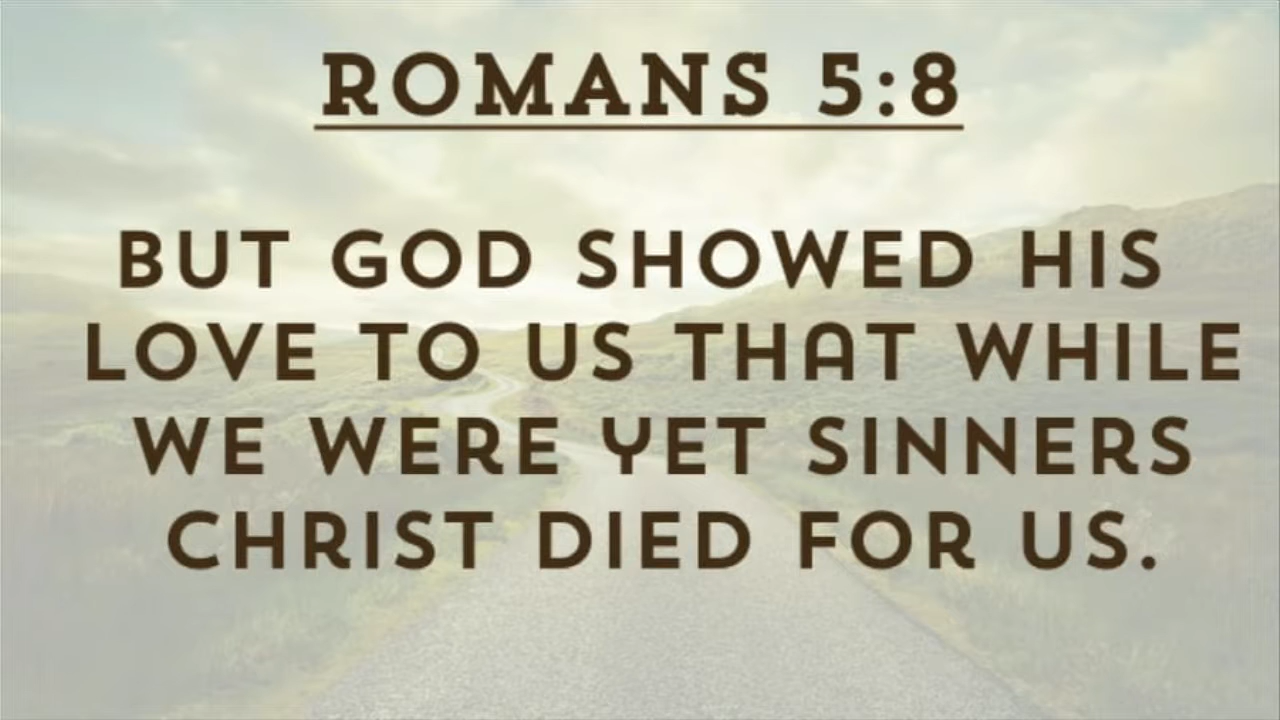 ROMANS 5:8
BUT GOD SHOWED HIS
LOVE TO US THAT WHILE
WE WERE YET SINNERS
CHRIST DIED FOR US.